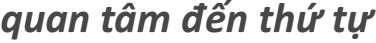 quan tâm đến thứ tự